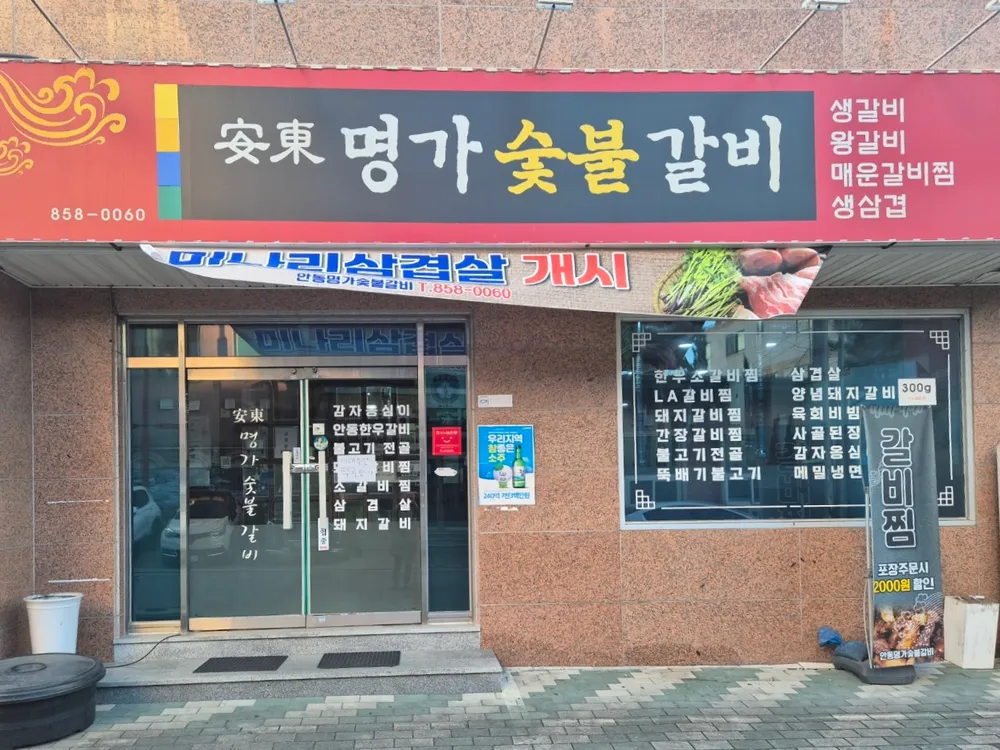 安東 명가숯불갈비
858-0060
생갈비
왕갈비
매운갈비찜
생삼겹
미나리삼겹살 개시
안동명가숯불갈비 T.858-0060
安東 명가숯불갈비
감자옹심이
안동한우갈비
불고기전골
비찜
소갈비찜
삼겹살
돼지갈비
우리지역
참좋은
소주
한우소갈비찜
LA갈비찜
돼지갈비찜
간장갈비찜
불고기전골
뚝배기불고기
삼겹살
양념돼지갈비
육회비빔
사골된장
감자옹심
메밀냉면
300g
갈비찜
포장주문시
2000원 할인
안동명가숯불갈비